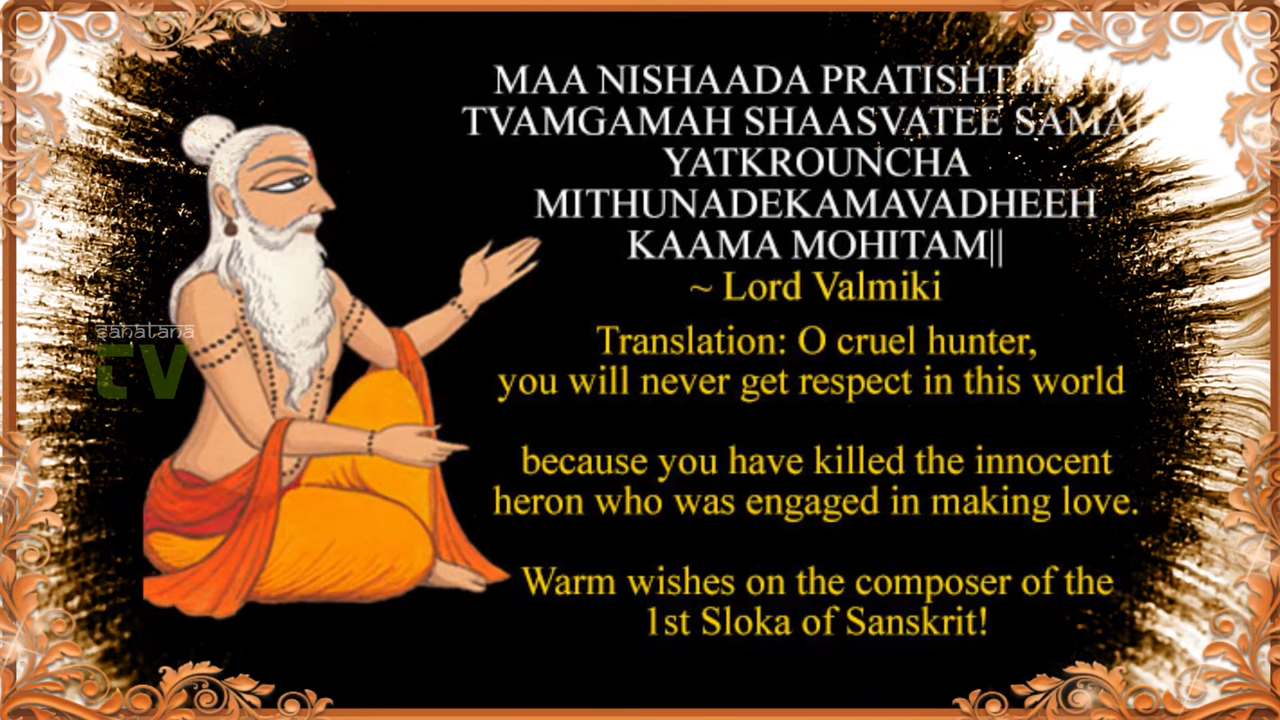 MAA NISHAADA
TVAMGAMAH SHAASVATEE
YATKROUNCHA
MITHUNADEKAMAVADHEEH
KAAMA MOHITAM||
~ Lord Valmiki
Translation: O cruel hunter,
you will never get respect in this world
because you have killed the innocent
heron who was engaged in making love.
Warm wishes on the composer of the
1st Sloka of Sanskrit!
sanatana
TV